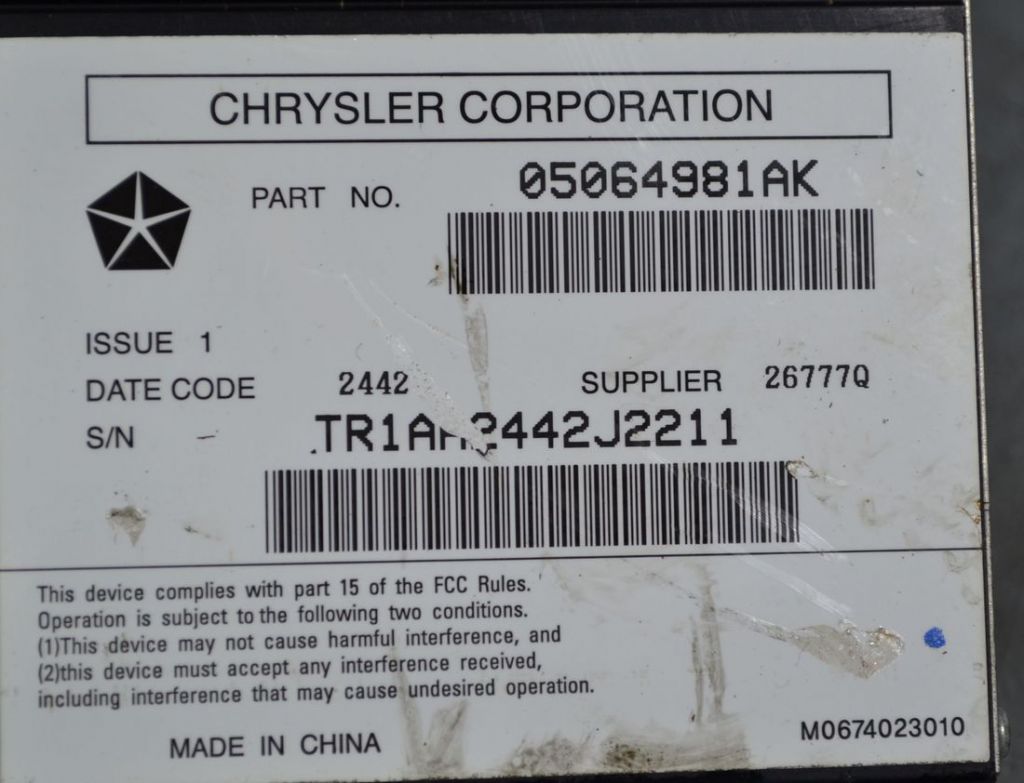 CHRYSLER CORPORATION
PART NO. 05064981AK
ISSUE 1
DATE CODE 2442 SUPPLIER 26777Q
S/N TR1AA2442J2211
This device complies with part 15 of the FCC Rules.
Operation is subject to the following two conditions.
(1)This device may not cause harmful interference, and
(2)this device must accept any interference received,
including interference that may cause undesired operation.
MADE IN CHINA
M0674023010